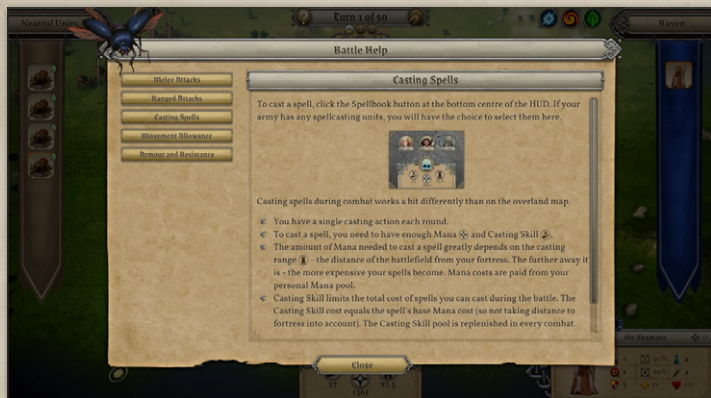 Neutral Units
Turn 1 of 50
Raven
Battle Help
Melee Attacks
Ranged Attacks
Casting Spells
Movement Allowance
Armour and Resistance
Casting Spells
To cast a spell, click the Spellbook button at the bottom centre of the HUD. If your
army has any spellcasting units, you will have the choice to select them here.
Casting spells during combat works a bit differently than on the overland map.
You have a single casting action each round.
To cast a spell, you need to have enough Mana and Casting Skill.
The amount of Mana needed to cast a spell greatly depends on the casting
range - the distance of the battlefield from your fortress. The further away it
is - the more expensive your spells become. Mana costs are paid from your
personal Mana pool.
Casting Skill limits the total cost of spells you can cast during the battle. The
Casting Skill cost equals the spell's base Mana cost (so not taking distance to
fortress into account). The Casting Skill pool is replenished in every combat.
Close
Orc Shamans
27
x1.5
1561